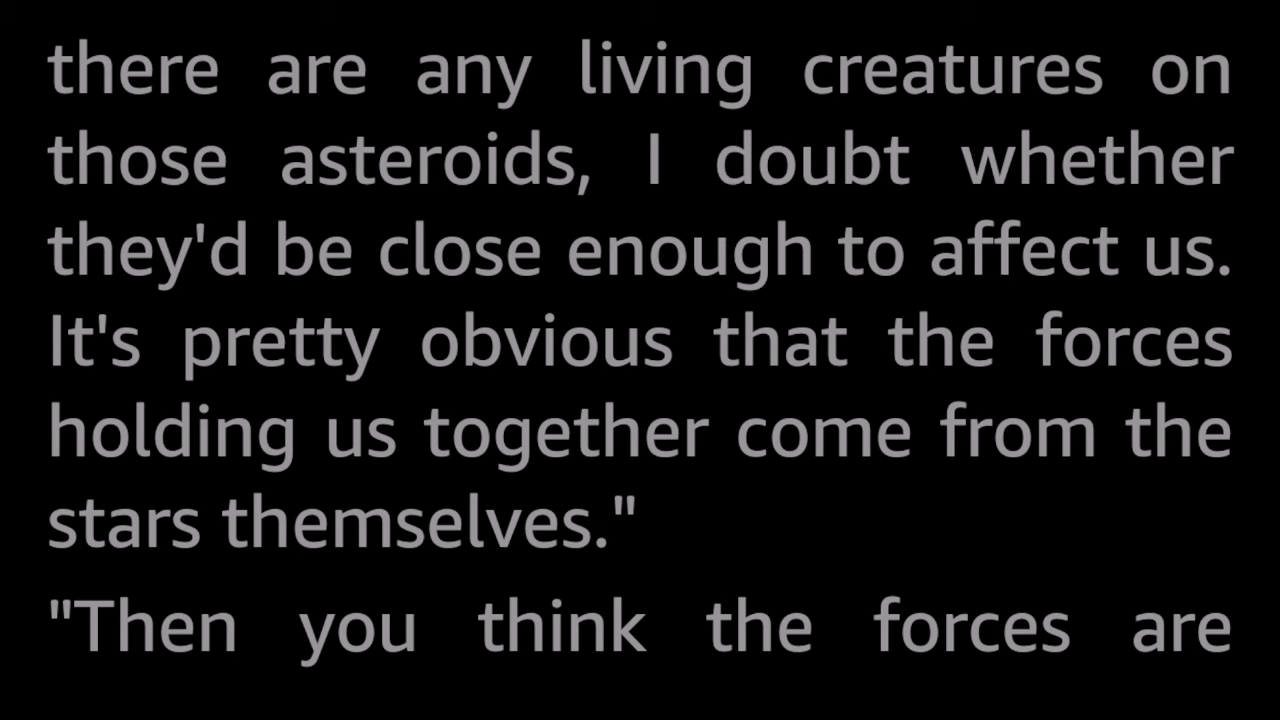 there are any living creatures on
those asteroids, I doubt whether
they'd be close enough to affect us.
It's pretty obvious that the forces
holding us together come from the
stars themselves."
"Then you think the forces are